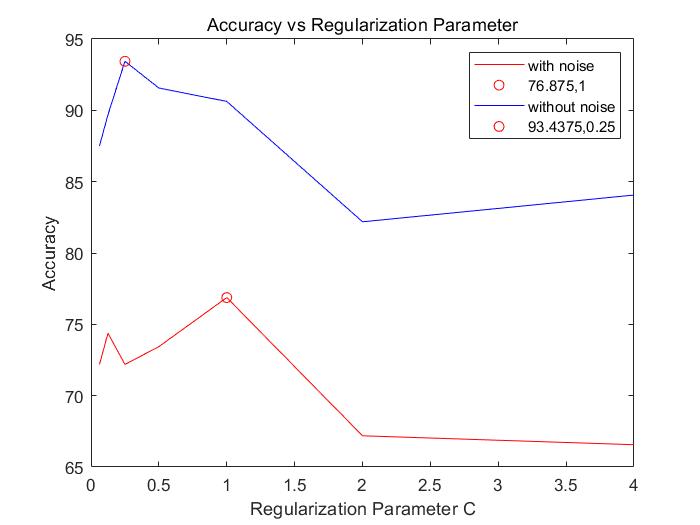 Accuracy vs Regularization Parameter
95
90
85
80
75
70
65
Accuracy
with noise
76.875,1
without noise
93.4375,0.25
0 0.5 1 1.5 2 2.5 3 3.5 4
Regularization Parameter C